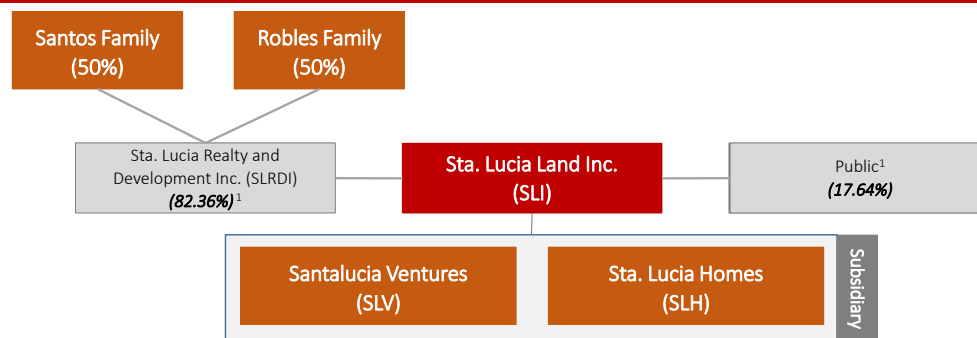 Santos Family
(50%)
Robles Family
(50%)
Sta. Lucia Realty and
Development Inc. (SLRDI)
(82.36%)¹
Sta. Lucia Land Inc.
(SLI)
Public¹
(17.64%)
Santalucia Ventures
(SLV)
Sta. Lucia Homes
(SLH)
Subsidiary